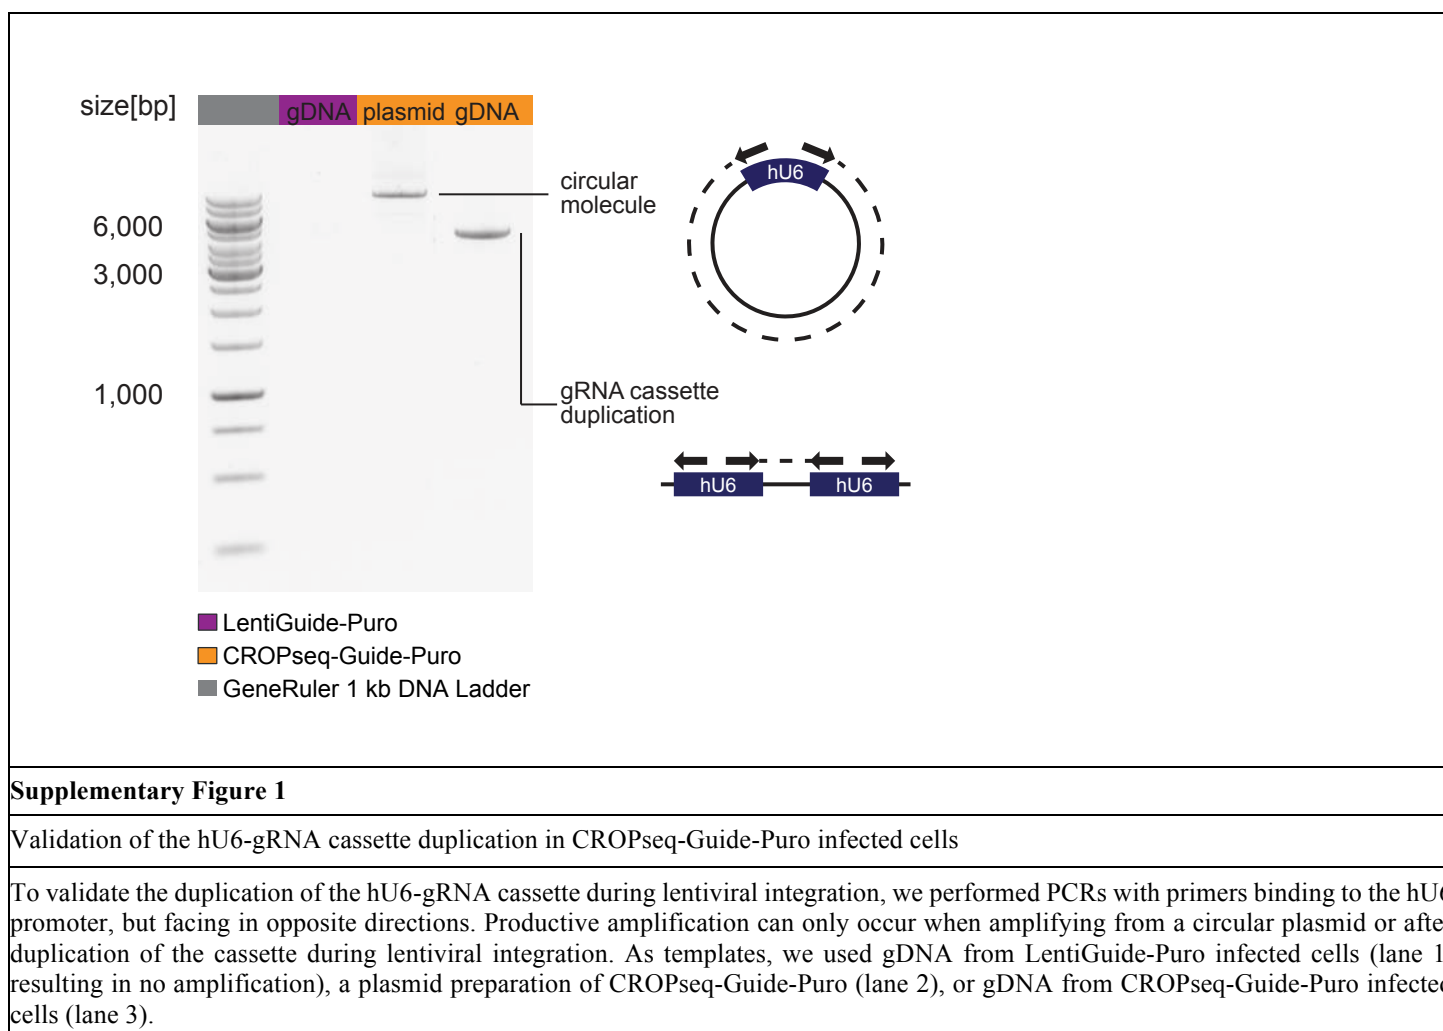 size[bp]
gDNA plasmid gDNA
6,000
3,000
1,000
circular
molecule
hU6
gRNA cassette
duplication
hU6 hU6
LentiGuide-Puro
CROPseq-Guide-Puro
GeneRuler 1 kb DNA Ladder
Supplementary Figure 1
Validation of the hU6-gRNA cassette duplication in CROPseq-Guide-Puro infected cells
To validate the duplication of the hU6-gRNA cassette during lentiviral integration, we performed PCRs with primers binding to the hU6
promoter, but facing in opposite directions. Productive amplification can only occur when amplifying from a circular plasmid or afte
duplication of the cassette during lentiviral integration. As templates, we used gDNA from LentiGuide-Puro infected cells (lane 1
resulting in no amplification), a plasmid preparation of CROPseq-Guide-Puro (lane 2), or gDNA from CROPseq-Guide-Puro infected
cells (lane 3).